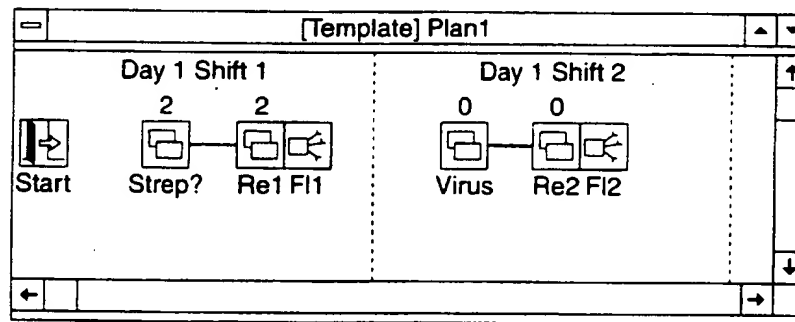 [Template] Plan1
Day 1 Shift 1 Day 1 Shift 2
2 2 0 0
Start Strep? Re1 Fl1 Virus Re2 Fl2